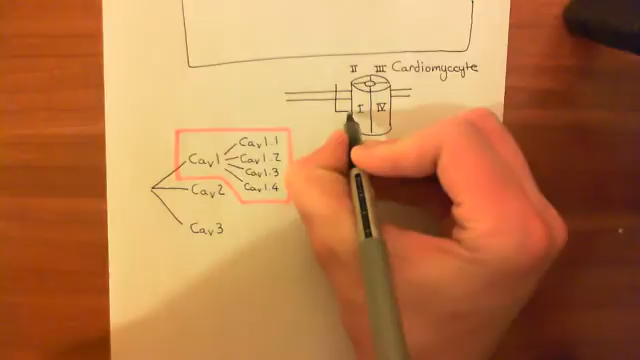 II III Cardiomyocyte
I IV
Cav1
Cav1.1
Cav1.2
Cav1.3
Cav1.4
Cav2
Cav3